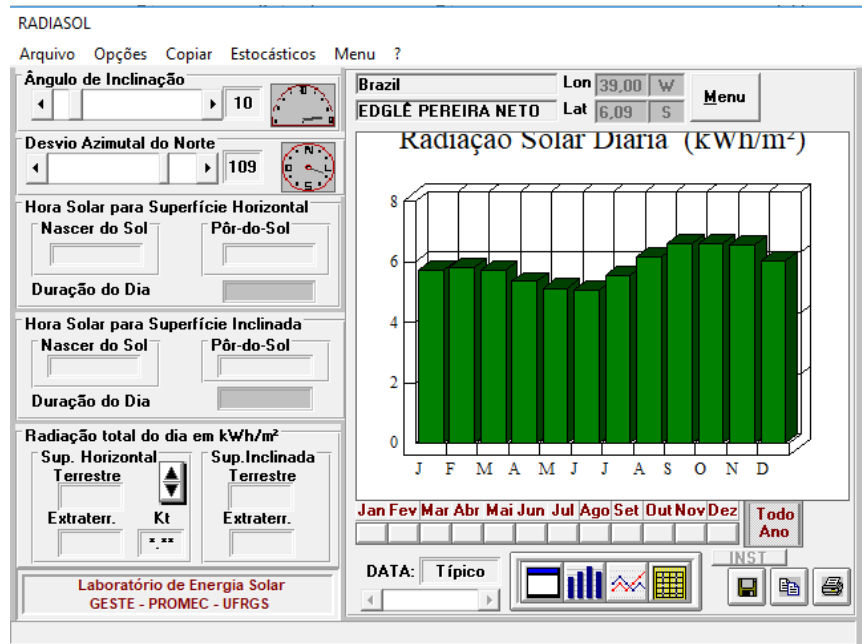 RADIASOL
Arquivo Opções Copiar Estocásticos Menu ?
Ângulo de Inclinação
10
Desvio Azimutal do Norte
109
N
L
S
Hora Solar para Superfície Horizontal
Nascer do Sol Pôr-do-Sol
Duração do Dia
Hora Solar para Superfície Inclinada
Nascer do Sol Pôr-do-Sol
Duração do Dia
Radiação total do dia em kWh/m²
Sup. Horizontal Sup.Inclinada
Terrestre Terrestre
Extraterr. Kt Extraterr.
*.**
Laboratório de Energia Solar
GESTE - PROMEC - UFRGS
Brazil Lon 39,00 W
EDGLÊ PEREIRA NETO Lat 6,09 S
Menu
Radiação Solar Diária (kWh/m²)
8
6
4
2
0
J F M A M J J A S O N D
Jan Fev Mar Abr Mai Jun Jul Ago Set Out Nov Dez
Todo
Ano
INST
DATA: Típico